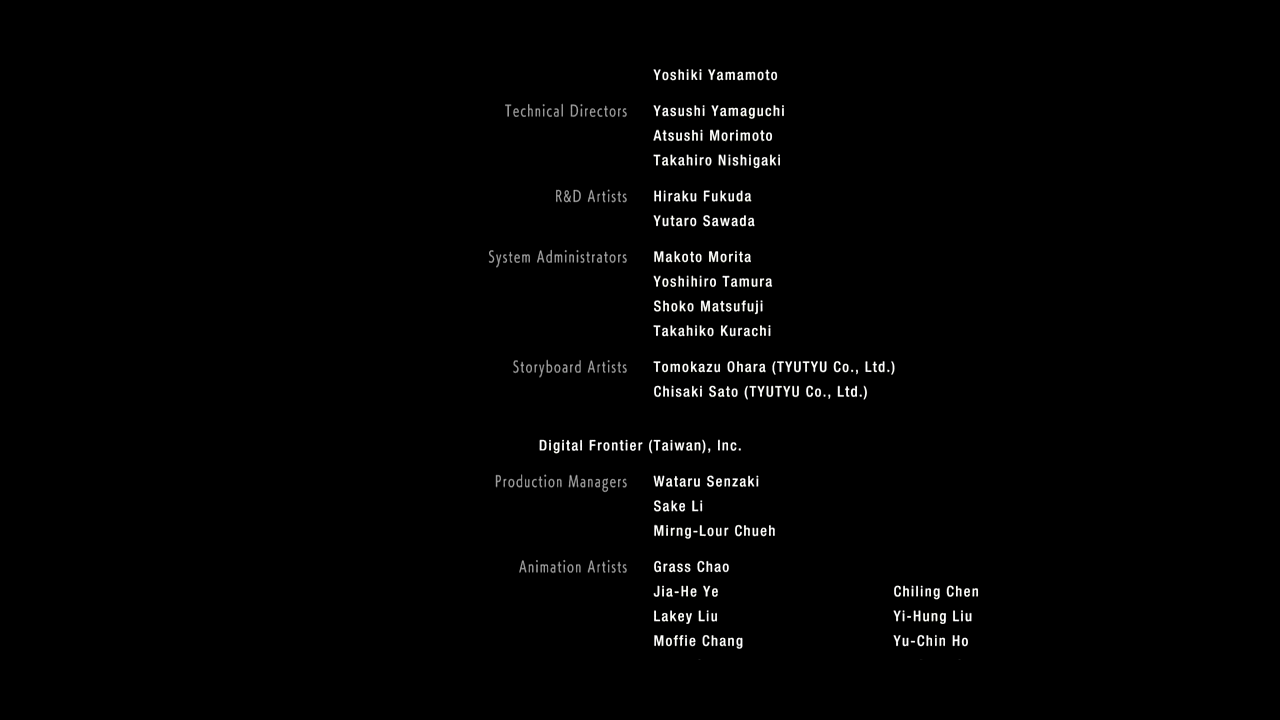 Yoshiki Yamamoto
Technical Directors Yasushi Yamaguchi
Atsushi Morimoto
Takahiro Nishigaki
R&D Artists Hiraku Fukuda
Yutaro Sawada
System Administrators Makoto Morita
Yoshihiro Tamura
Shoko Matsufuji
Takahiko Kurachi
Storyboard Artists Tomokazu Ohara (TYUTYU Co., Ltd.)
Chisaki Sato (TYUTYU Co., Ltd.)
Digital Frontier (Taiwan), Inc.
Production Managers Wataru Senzaki
Sake Li
Mirng-Lour Chueh
Animation Artists Grass Chao
Jia-He Ye Chiling Chen
Lakey Liu Yi-Hung Liu
Moffie Chang Yu-Chin Ho